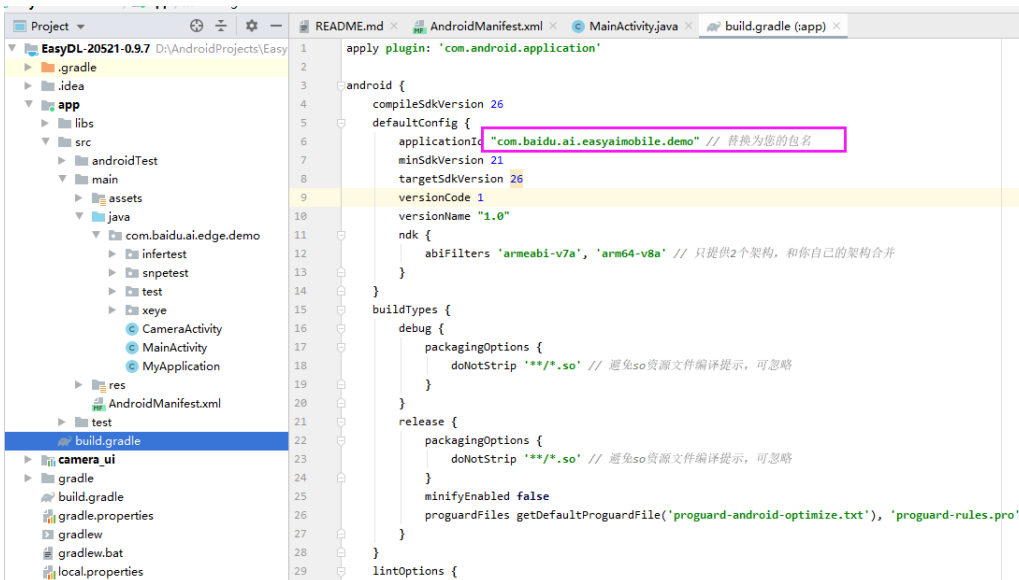 Project
README.md
AndroidManifest.xml
MainActivity.java
build.gradle (:app)
EasyDL-20521-0.9.7 D:\AndroidProjects\Easy
.gradle
.idea
app
libs
src
androidTest
main
assets
java
com.baidu.ai.edge.demo
infertest
snpetest
test
xeye
CameraActivity
MainActivity
MyApplication
res
AndroidManifest.xml
test
build.gradle
camera_ui
gradle
build.gradle
gradle.properties
gradlew
gradlew.bat
local.properties
1 apply plugin: 'com.android.application'
2
3 android {
4 compileSdkVersion 26
5 defaultConfig {
6 applicationId "com.baidu.ai.easyaimobile.demo" // 替换为您的包名
7 minSdkVersion 21
8 targetSdkVersion 26
9 versionCode 1
10 versionName "1.0"
11 ndk {
12 abiFilters 'armeabi-v7a', 'arm64-v8a' // 只提供2个架构，和你自己的架构合并
13 }
14 }
15 buildTypes {
16 debug {
17 packagingOptions {
18 doNotStrip '**/*.so' // 避免so资源文件编译提示，可忽略
19 }
20 }
21 release {
22 packagingOptions {
23 doNotStrip '**/*.so' // 避免so资源文件编译提示，可忽略
24 }
25 minifyEnabled false
26 proguardFiles getDefaultProguardFile('proguard-android-optimize.txt'), 'proguard-rules.pro'
27 }
28 }
29 lintOptions {